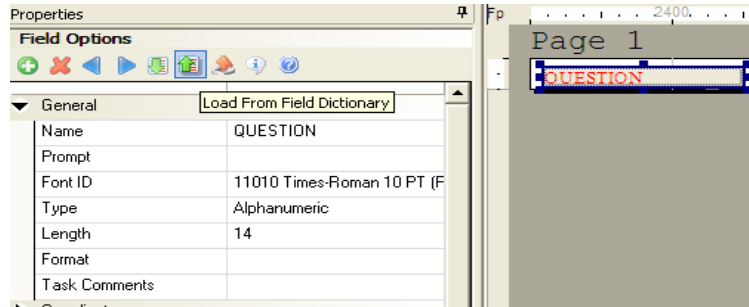 Properties
Field Options
Load From Field Dictionary
General
Name QUESTION
Prompt
Font ID 11010 Times-Roman 10 PT (F
Type Alphanumeric
Length 14
Format
Task Comments
Fp 2400
Page 1
QUESTION